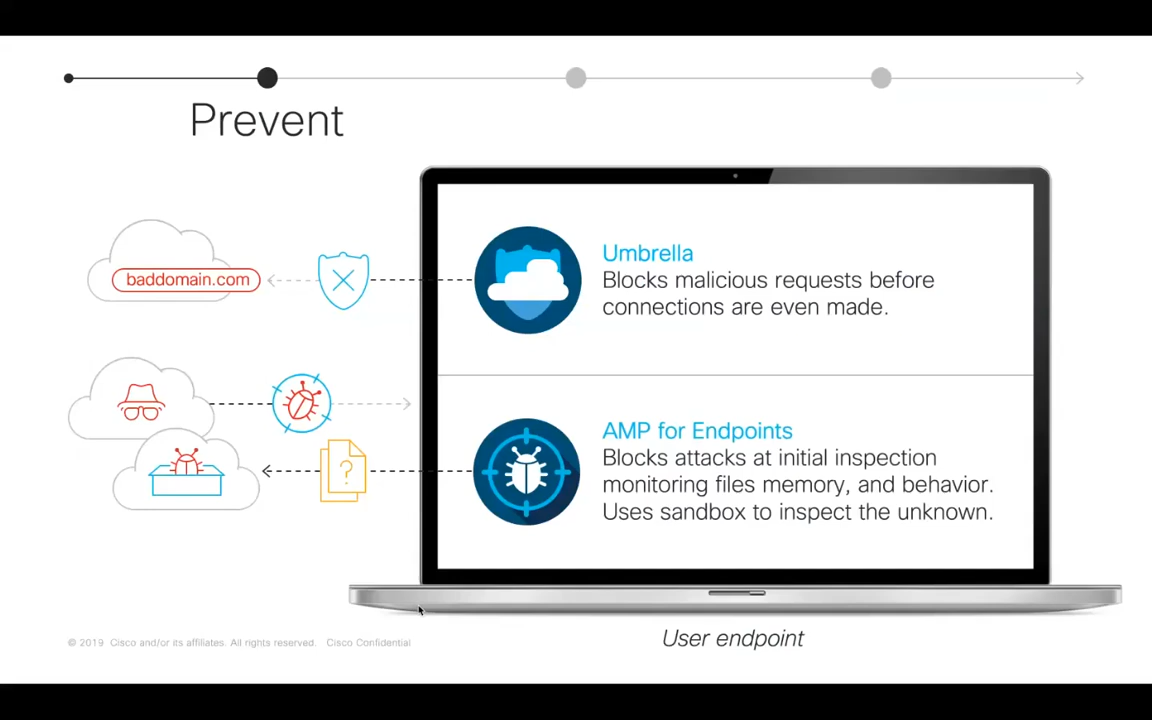 Prevent
baddomain.com
Umbrella
Blocks malicious requests before
connections are even made.
AMP for Endpoints
Blocks attacks at initial inspection
monitoring files memory, and behavior.
Uses sandbox to inspect the unknown.
?
© 2019 Cisco and/or its affiliates. All rights reserved. Cisco Confidential
User endpoint